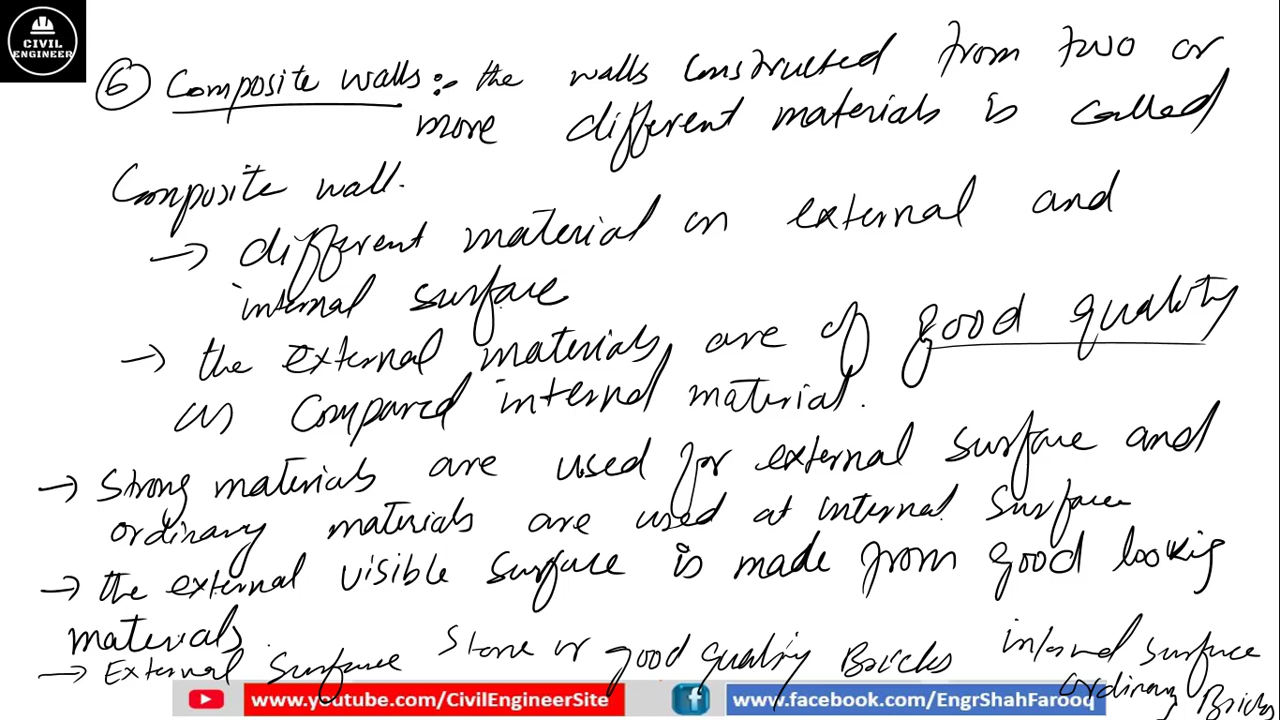 CIVIL
ENGINEER
⑥ Composite walls :- the walls constructed from two or
more different materials is called
Composite wall.
→ different material on external and
internal surface
→ the external materials are of good quality
as compared internal material.
→ Strong materials are used for external surface and
ordinary materials are used at internal surface
→ the external visible surface is made from good looking
materials.
→ External surface Stone or good quality Bricks internal surface
ordinary Bricks
www.youtube.com/CivilEngineerSite
www.facebook.com/EngrShahFarooq